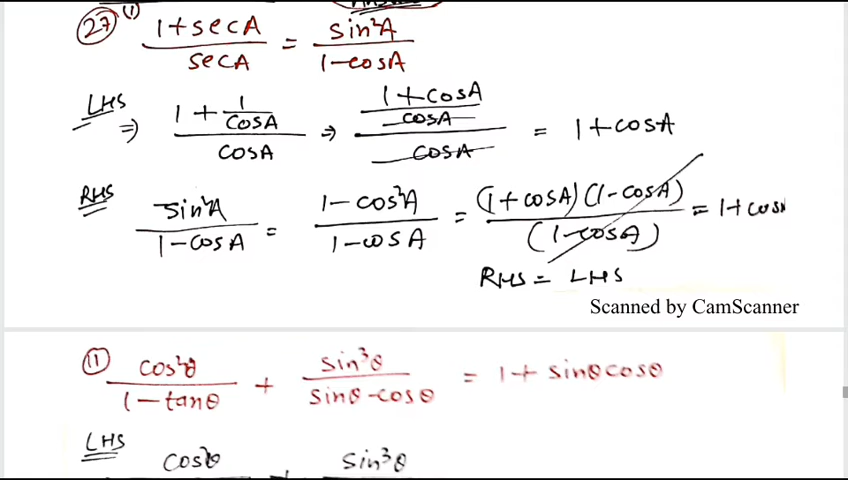 27 (i) (1+secA)/secA = sin²A/(1-cosA)
LHS ⇒ (1 + 1/cosA)/cosA ⇒ ((1+cosA)/cosA)/cosA = 1+cosA
RHS sin²A/(1-cosA) = (1-cos²A)/(1-cosA) = (1+cosA)(1-cosA)/(1-cosA) = 1+cos
RHS = LHS
Scanned by CamScanner
(ii) cos²θ/(1-tanθ) + sin³θ/(sinθ-cosθ) = 1+ sinθcosθ
LHS
cos²θ + sin³θ